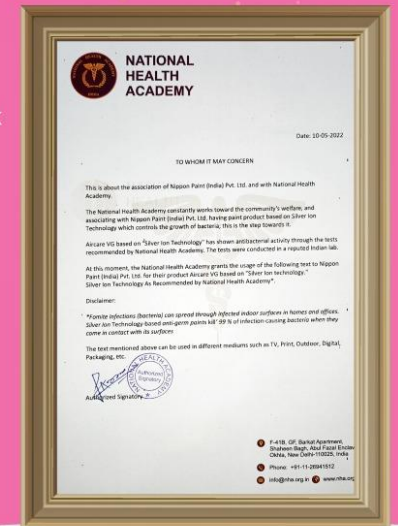 NATIONAL
HEALTH
ACADEMY
Date: 10-05-2022
TO WHOM IT MAY CONCERN
This is about the association of Nippon Paint (India) Pvt. Ltd. and with National Health
Academy.
The National Health Academy constantly works toward the community's welfare, and
associating with Nippon Paint (India) Pvt. Ltd, having paint product based on Silver Ion
Technology which controls the growth of bacteria; this is the step towards it.
Aircare VG based on "Silver Ion Technology" has shown antibacterial activity through the tests
recommended by National Health Academy. The tests were conducted in a reputed Indian lab.
At this moment, the National Health Academy grants the usage of the following text to Nippon
Paint (India) Pvt. Ltd. for their product Aircare VG based on "Silver Ion technology."
Silver Ion Technology As Recommended by National Health Academy*.
Disclaimer:
"Fomite infections (bacteria) can spread through infected indoor surfaces in homes and offices.
Silver Ion Technology-based anti-germ paints kill' 99 % of infection-causing bacteria when they
come in contact with its surfaces
The text mentioned above can be used in different mediums such as TV, Print, Outdoor, Digital,
Packaging, etc.
Authorized
Signatory
Authorized Signatory
F-41B, GF, Barkat Apartment,
Shaheen Bagh, Abul Fazal Enclav
Okhla, New Delhi-110025, India
Phone: +91-11-26941512
info@nha.org.in www.nha.org